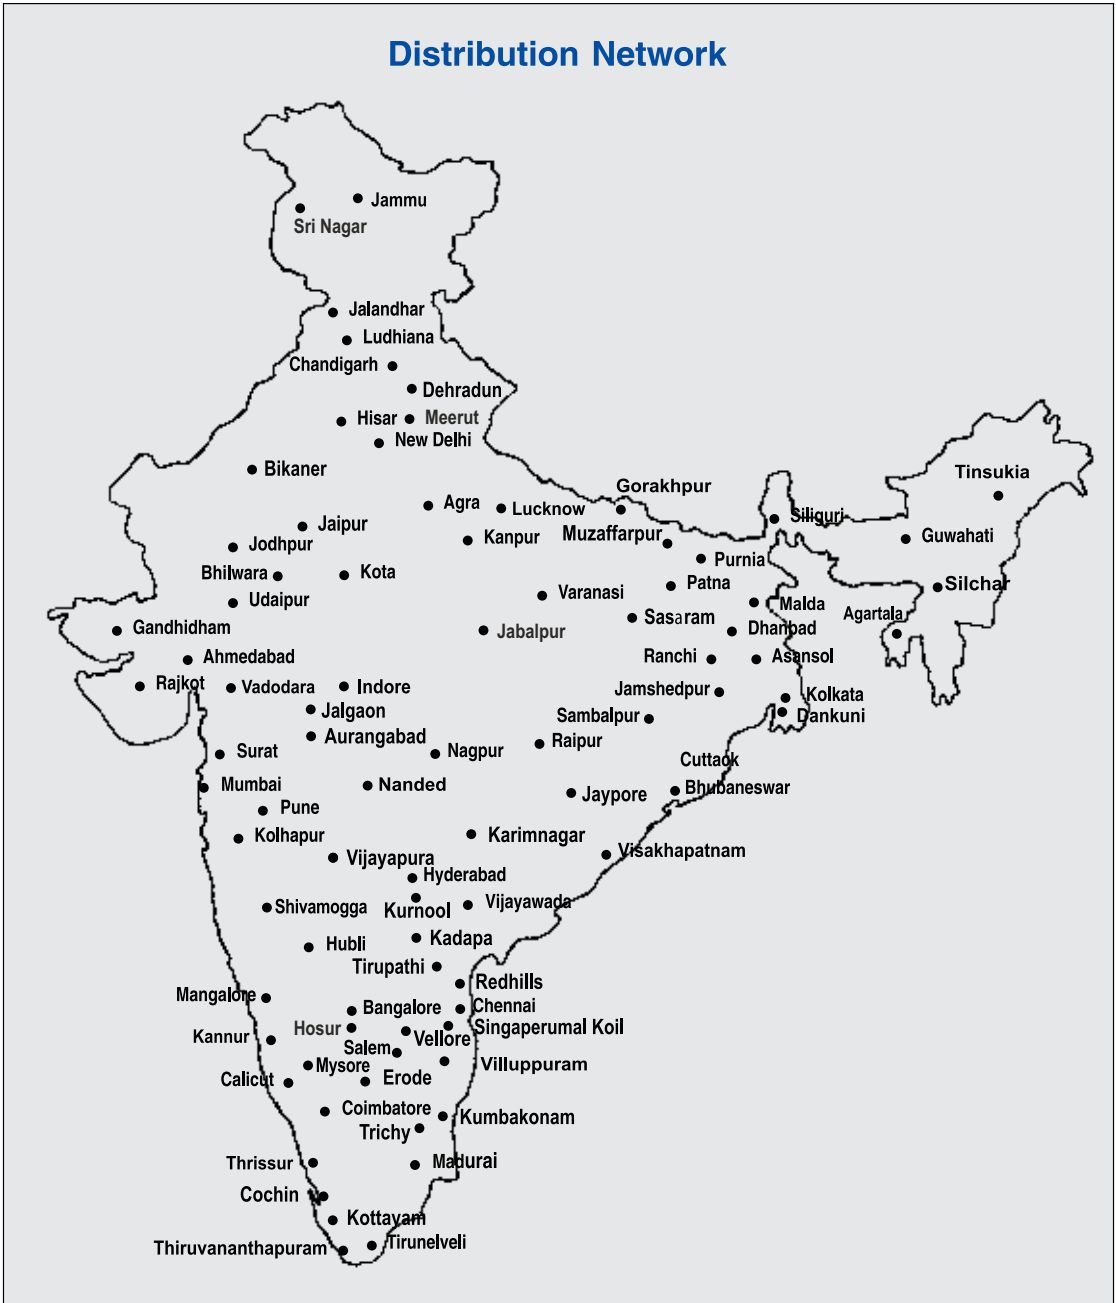 Distribution Network
Jammu
Sri Nagar
Jalandhar
Ludhiana
Chandigarh
Dehradun
Hisar
Meerut
New Delhi
Bikaner
Tinsukia
Gorakhpur
Agra
Lucknow
Siliguri
Jaipur
Kanpur
Muzaffarpur
Guwahati
Jodhpur
Purnia
Bhilwara
Kota
Patna
Silchar
Varanasi
Udaipur
Malda
Agartala
Sasaram
Gandhidham
Jabalpur
Dhanbad
Ahmedabad
Ranchi
Asansol
Rajkot
Vadodara
Indore
Jamshedpur
Kolkata
Jalgaon
Sambalpur
Dankuni
Aurangabad
Raipur
Surat
Nagpur
Cuttack
Mumbai
Nanded
Bhubaneswar
Jaypore
Pune
Kolhapur
Karimnagar
Vijayapura
Visakhapatnam
Hyderabad
Shivamogga
Kurnool
Vijayawada
Hubli
Kadapa
Tirupathi
Redhills
Mangalore
Bangalore
Chennai
Hosur
Singaperumal Koil
Kannur
Vellore
Salem
Mysore
Villuppuram
Calicut
Erode
Coimbatore
Kumbakonam
Trichy
Thrissur
Madurai
Cochin
Kottayam
Thiruvananthapuram
Tirunelveli